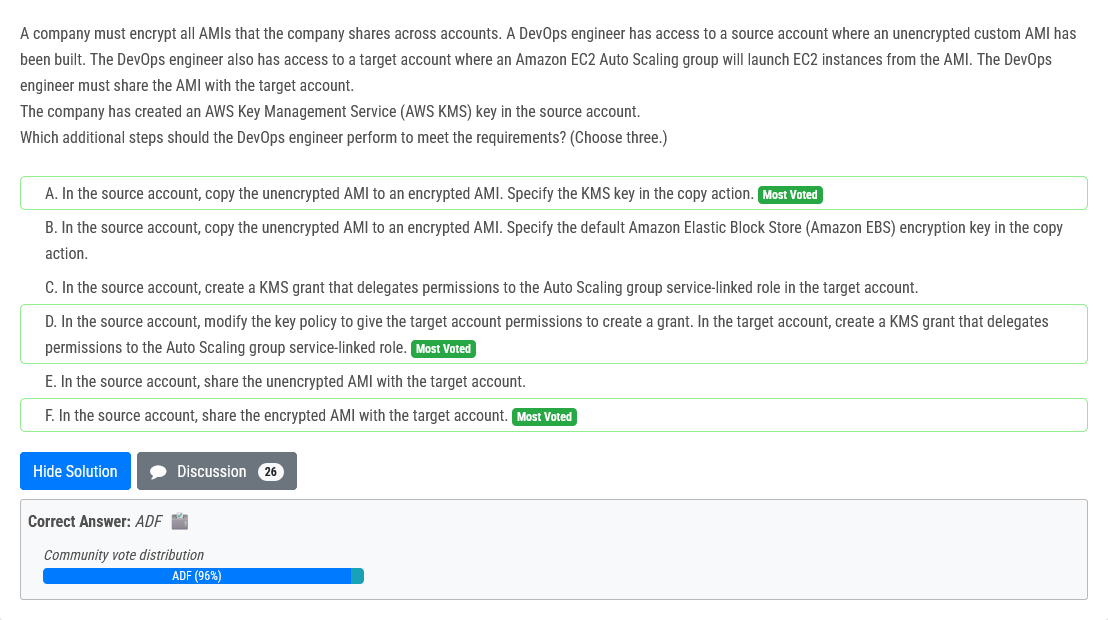 A company must encrypt all AMIs that the company shares across accounts. A DevOps engineer has access to a source account where an unencrypted custom AMI has
been built. The DevOps engineer also has access to a target account where an Amazon EC2 Auto Scaling group will launch EC2 instances from the AMI. The DevOps
engineer must share the AMI with the target account.
The company has created an AWS Key Management Service (AWS KMS) key in the source account.
Which additional steps should the DevOps engineer perform to meet the requirements? (Choose three.)
A. In the source account, copy the unencrypted AMI to an encrypted AMI. Specify the KMS key in the copy action. Most Voted
B. In the source account, copy the unencrypted AMI to an encrypted AMI. Specify the default Amazon Elastic Block Store (Amazon EBS) encryption key in the copy
action.
C. In the source account, create a KMS grant that delegates permissions to the Auto Scaling group service-linked role in the target account.
D. In the source account, modify the key policy to give the target account permissions to create a grant. In the target account, create a KMS grant that delegates
permissions to the Auto Scaling group service-linked role. Most Voted
E. In the source account, share the unencrypted AMI with the target account.
F. In the source account, share the encrypted AMI with the target account. Most Voted
Hide Solution Discussion 26
Correct Answer: ADF
Community vote distribution
ADF (96%)